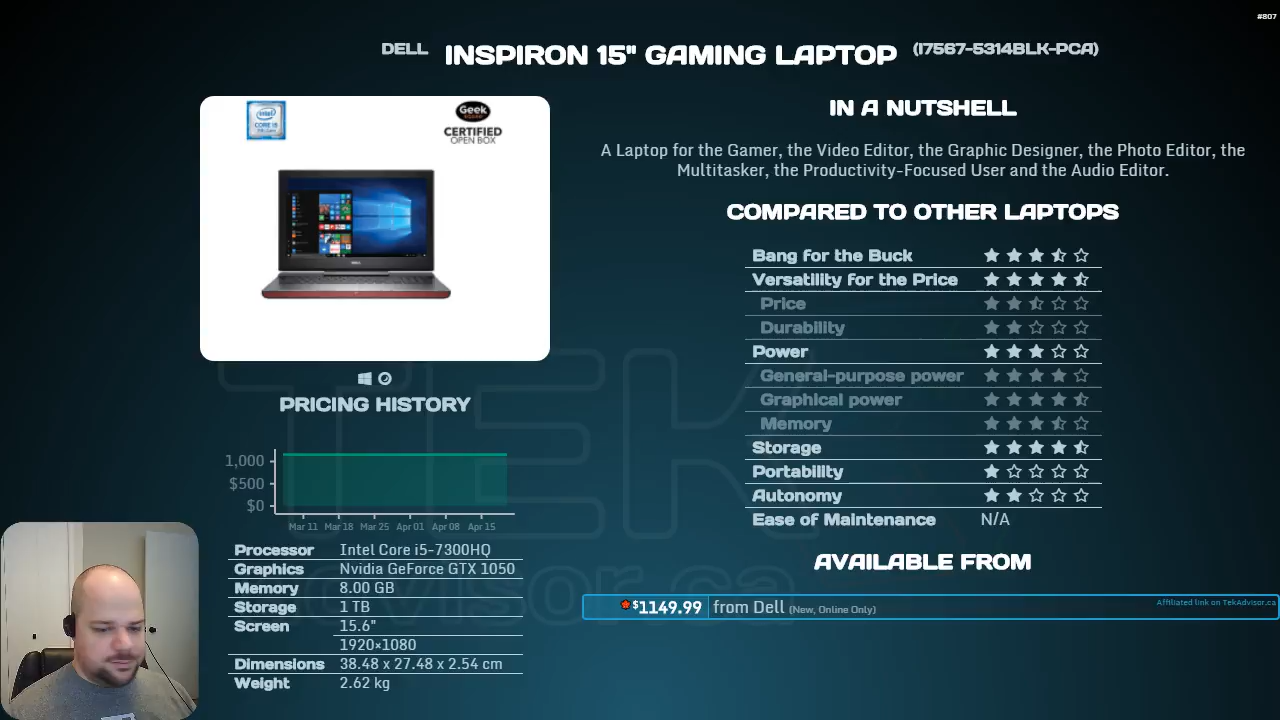 #807
DELL INSPIRON 15" GAMING LAPTOP (I7567-5314BLK-PCA)
intel
CORE i5
Geek
CERTIFIED
OPEN BOX
PRICING HISTORY
1,000
$500
$0
Mar 11 Mar 18 Mar 25 Apr 01 Apr 08 Apr 15
Processor Intel Core i5-7300HQ
Graphics Nvidia GeForce GTX 1050
Memory 8.00 GB
Storage 1 TB
Screen 15.6"
1920×1080
Dimensions 38.48 x 27.48 x 2.54 cm
Weight 2.62 kg
IN A NUTSHELL
A Laptop for the Gamer, the Video Editor, the Graphic Designer, the Photo Editor, the
Multitasker, the Productivity-Focused User and the Audio Editor.
COMPARED TO OTHER LAPTOPS
Bang for the Buck
Versatility for the Price
Price
Durability
Power
General-purpose power
Graphical power
Memory
Storage
Portability
Autonomy
Ease of Maintenance N/A
AVAILABLE FROM
$1149.99 from Dell (New, Online Only)
Affiliated link on TekAdvisor.ca
TEK
dvisor.ca